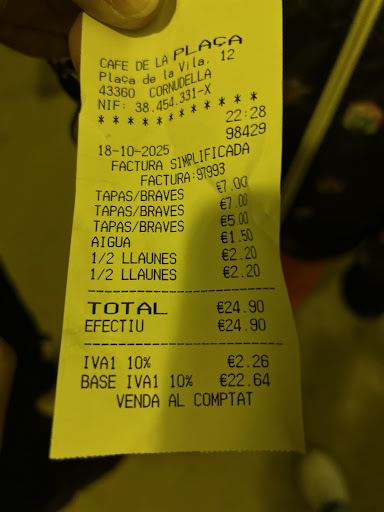 CAFE DE LA PLAÇA
Plaça de la Vila, 12
43360 CORNUDELLA
NIF: 38.454.331-X
* * * * * * * * * * * *
22:28
18-10-2025 98429
FACTURA SIMPLIFICADA
FACTURA:97993
TAPAS/BRAVES €7.00
TAPAS/BRAVES €7.00
TAPAS/BRAVES €5.00
AIGUA €1.50
1/2 LLAUNES €2.20
1/2 LLAUNES €2.20
--------------------------------
TOTAL €24.90
EFECTIU €24.90
--------------------------------
IVA1 10% €2.26
BASE IVA1 10% €22.64
VENDA AL COMPTAT